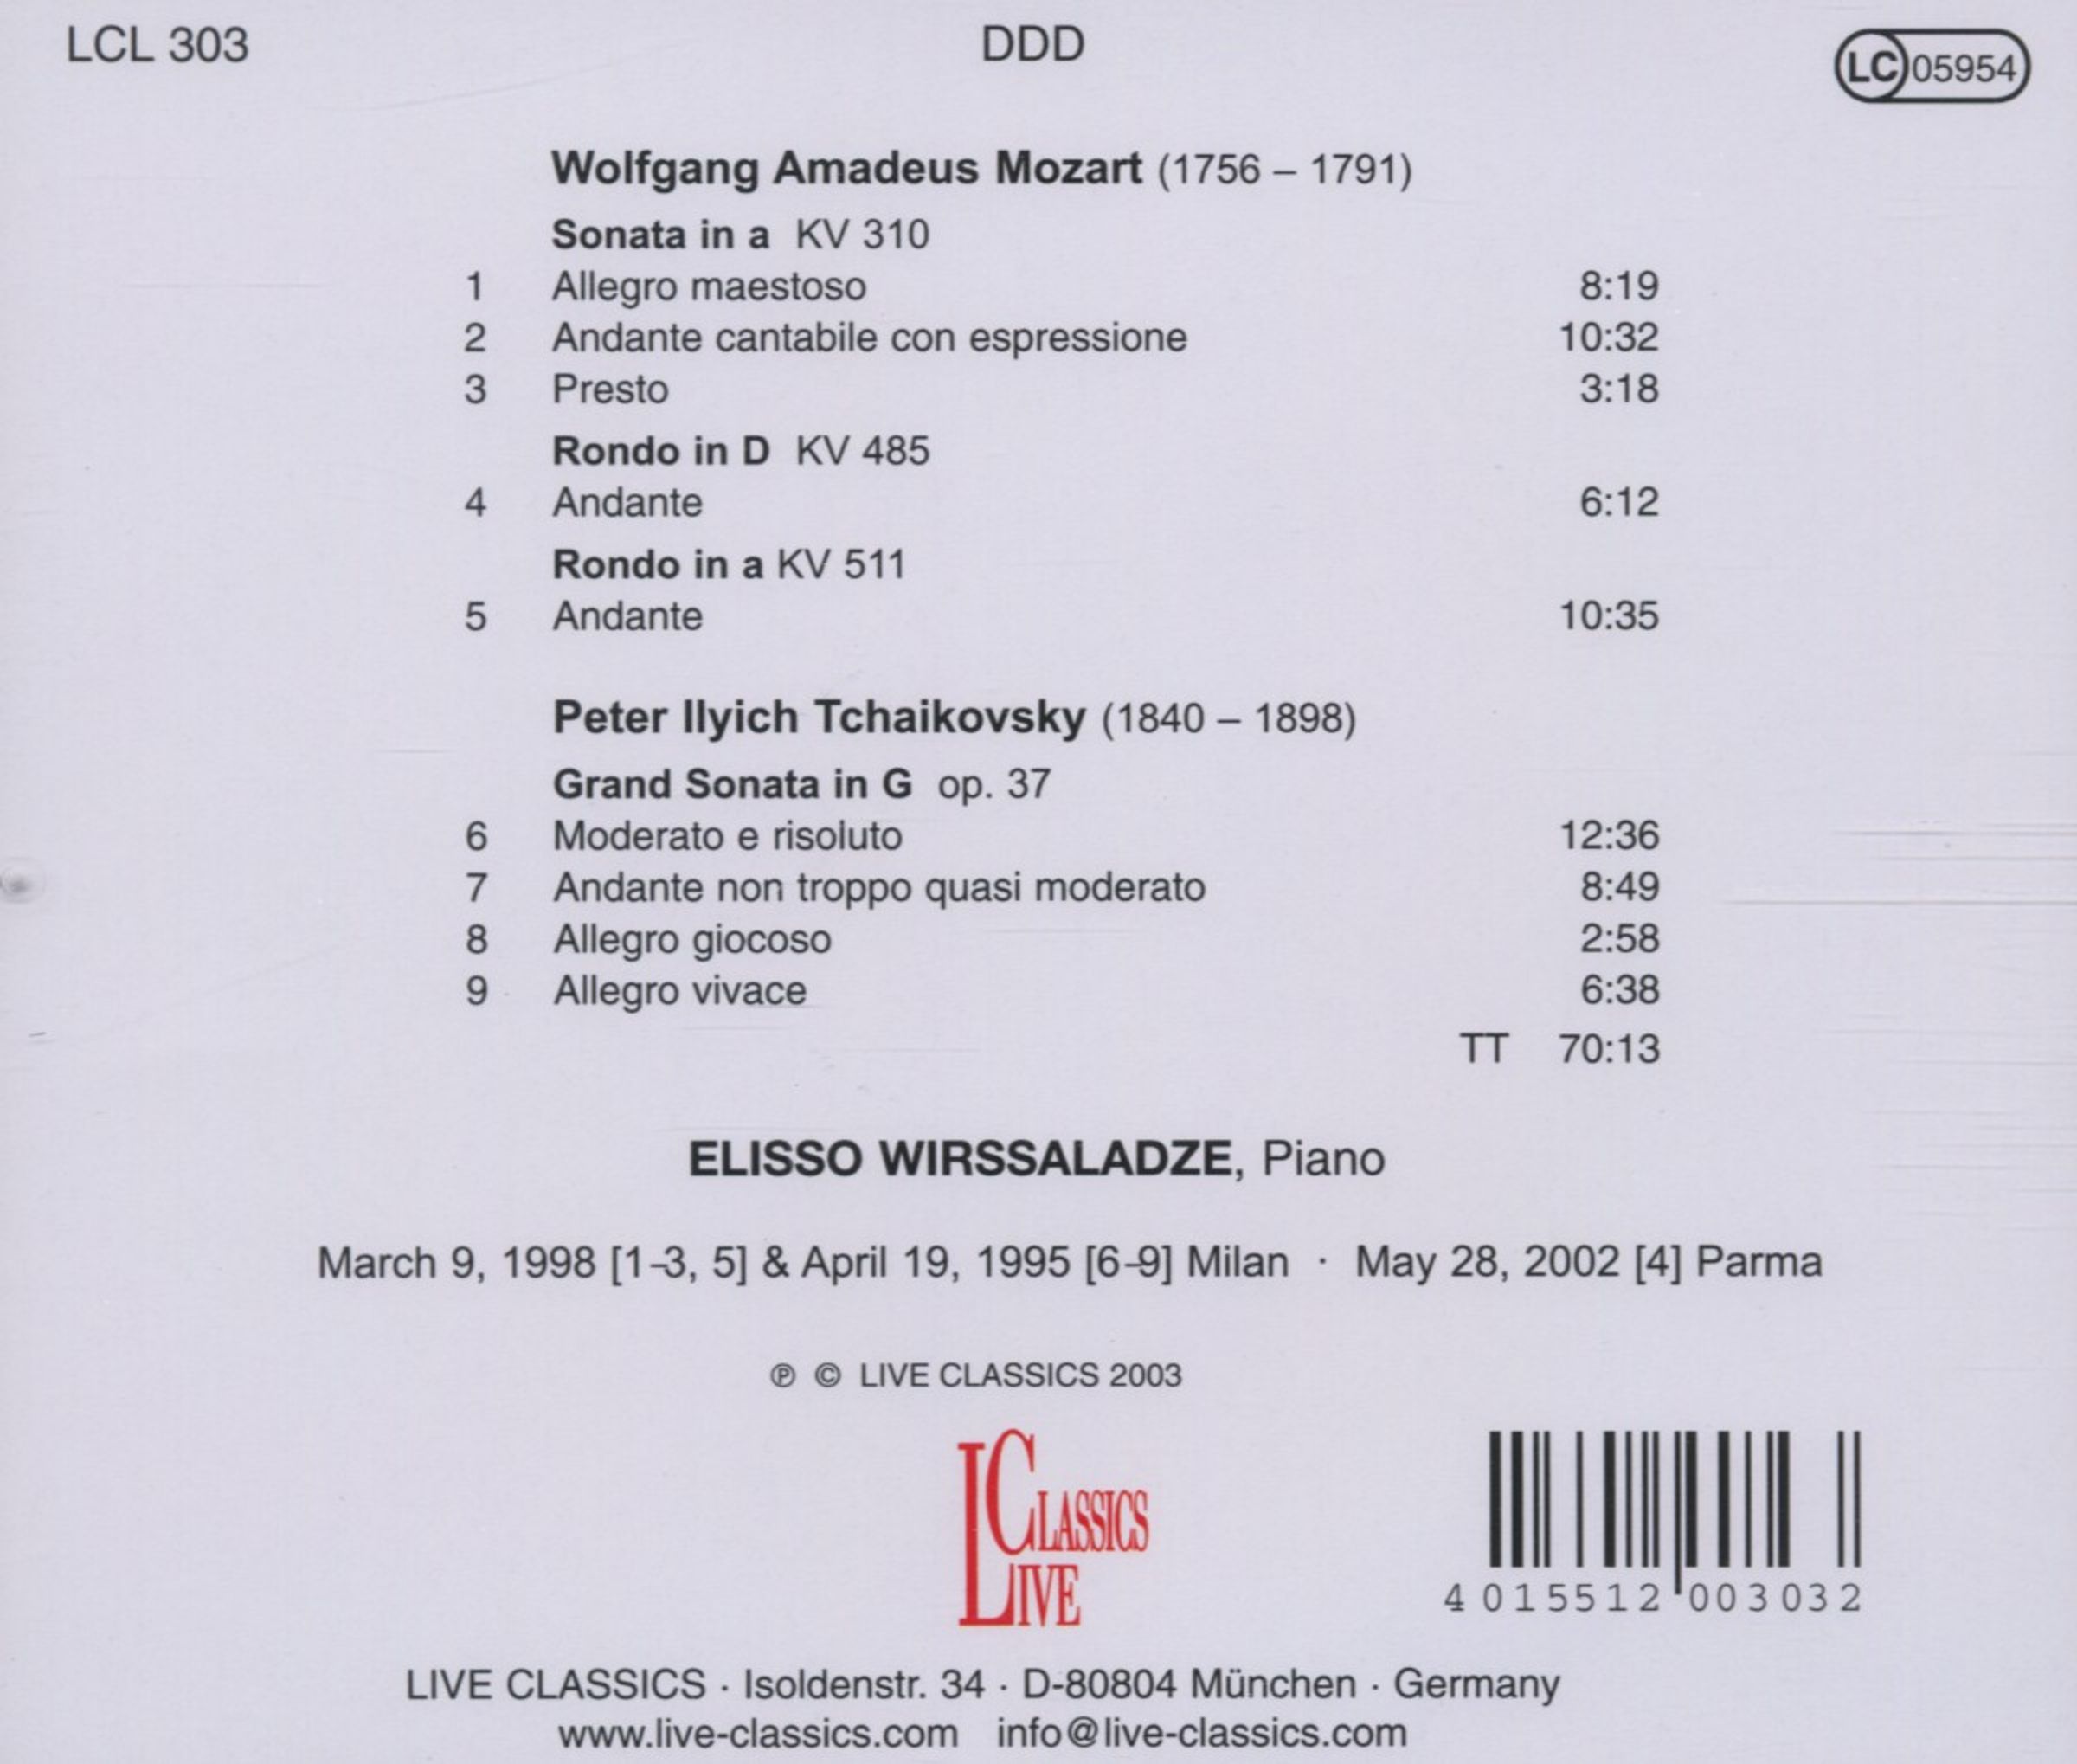 LCL 303 DDD LC 05954
Wolfgang Amadeus Mozart (1756 – 1791)
Sonata in a KV 310
1 Allegro maestoso 8:19
2 Andante cantabile con espressione 10:32
3 Presto 3:18
Rondo in D KV 485
4 Andante 6:12
Rondo in a KV 511
5 Andante 10:35
Peter Ilyich Tchaikovsky (1840 – 1898)
Grand Sonata in G op. 37
6 Moderato e risoluto 12:36
7 Andante non troppo quasi moderato 8:49
8 Allegro giocoso 2:58
9 Allegro vivace 6:38
TT 70:13
ELISSO WIRSSALADZE, Piano
March 9, 1998 [1-3, 5] & April 19, 1995 [6-9] Milan · May 28, 2002 [4] Parma
℗ © LIVE CLASSICS 2003
CLASSICS
LIVE
4 015512 003032
LIVE CLASSICS · Isoldenstr. 34 · D-80804 München · Germany
www.live-classics.com info@live-classics.com